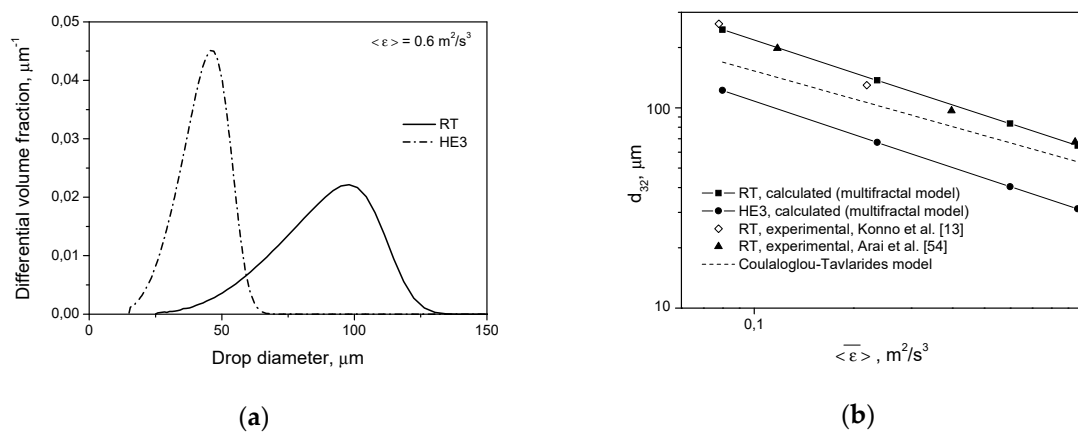 0,05
0,04
0,03
0,02
0,01
0,00
Differential volume fraction, μm⁻¹
< ε > = 0.6 m²/s³
RT
HE3
0
50
100
150
Drop diameter, μm
(a)
100
10
d₃₂, μm
RT, calculated (multifractal model)
HE3, calculated (multifractal model)
RT, experimental, Konno et al. [13]
RT, experimental, Arai et al. [54]
Coulaloglou-Tavlarides model
0,1
< ε̅ > , m²/s³
(b)